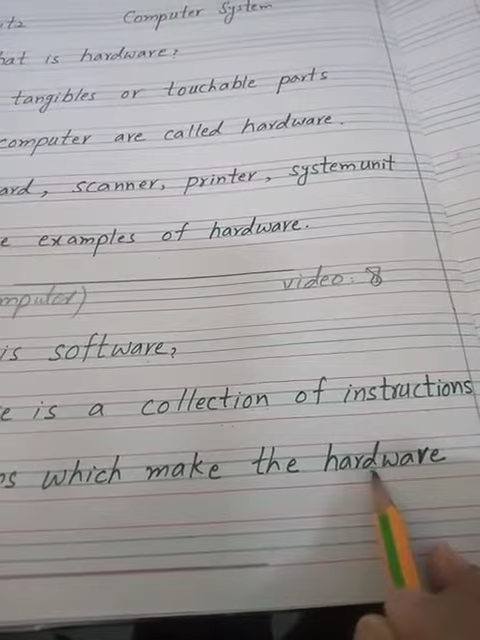 Computer System
is hardware?
tangibles or touchable parts
computer are called hardware.
scanner, printer, system unit
examples of hardware.
video: 8
is software?
is a collection of instructions
which make the hardware